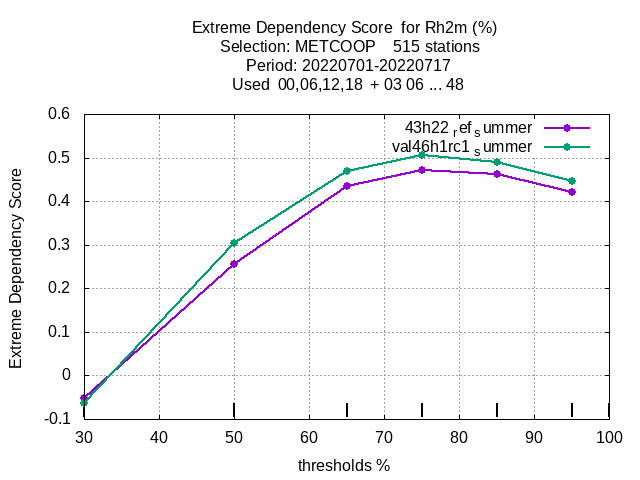 Extreme Dependency Score  for Rh2m (%)
Selection: METCOOP    515 stations
Period: 20220701-20220717
Used  00,06,12,18  + 03 06 ... 48
43h22 ref summer
val46h1rc1 summer
0.6
0.5
0.4
0.3
0.2
0.1
0
-0.1
Extreme Dependency Score
30 40 50 60 70 80 90 100
thresholds %